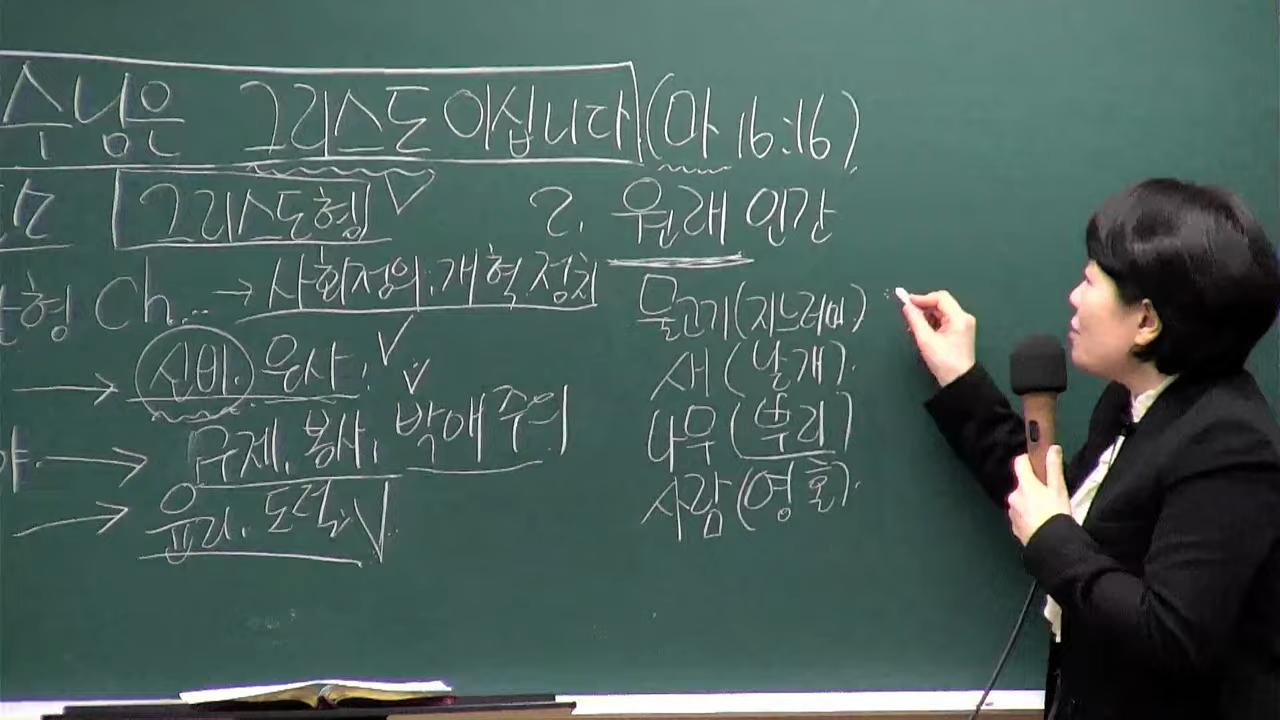 수님은 그리스도이십니다 (마 16:16)
그리스도형
형 Ch... → 사회정의, 개혁, 정치
→ 신비, 은사,
→ 구제, 봉사, 박애주의
→ 윤리, 도덕,
2. 원래 인간
물고기(지느러미)
새 (날개).
나무 (뿌리)
사람 (영혼).